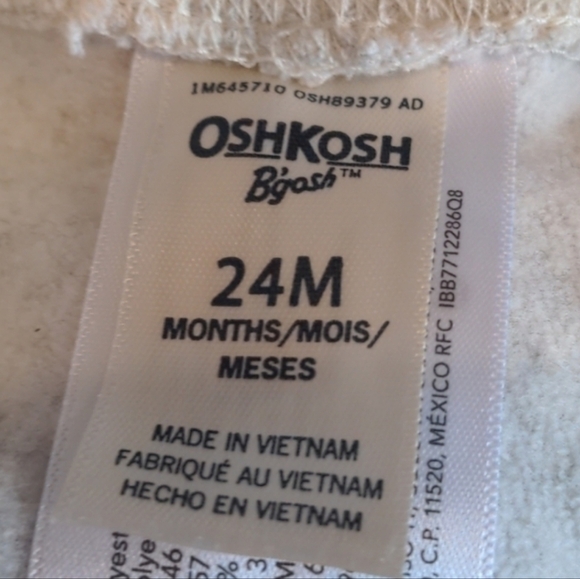 1M645710 OSH89379 AD
OSHKOSH
B'gosh™
24M
MONTHS/MOIS/
MESES
MADE IN VIETNAM
FABRIQUÉ AU VIETNAM
HECHO EN VIETNAM
, C.P. 11520, MÉXICO RFC IBB7712286Q8